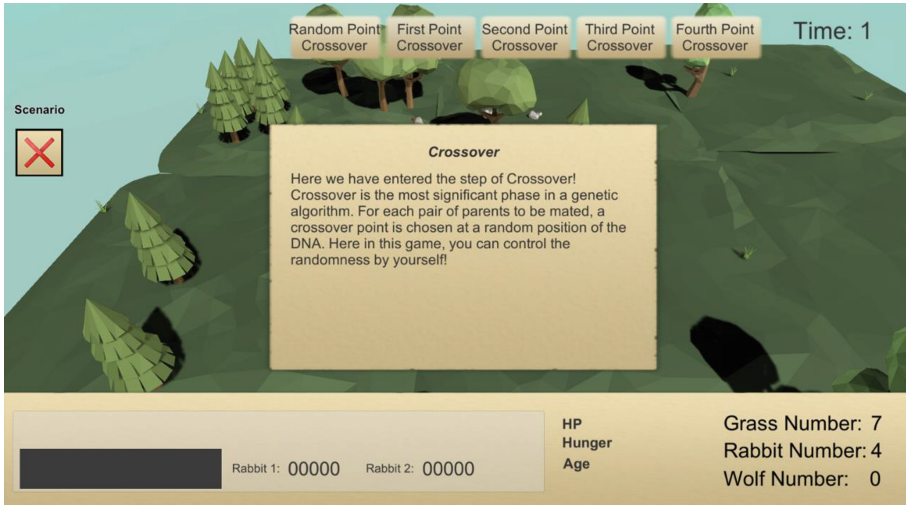 Random Point Crossover
First Point Crossover
Second Point Crossover
Third Point Crossover
Fourth Point Crossover
Time: 1
Scenario
Crossover
Here we have entered the step of Crossover!
Crossover is the most significant phase in a genetic
algorithm. For each pair of parents to be mated, a
crossover point is chosen at a random position of the
DNA. Here in this game, you can control the
randomness by yourself!
Rabbit 1: 00000 Rabbit 2: 00000
HP
Hunger
Age
Grass Number: 7
Rabbit Number: 4
Wolf Number: 0